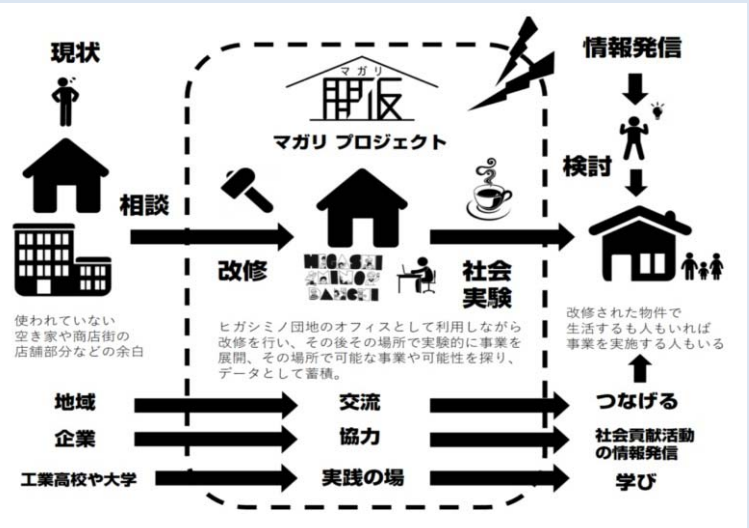 現状
相談
使われていない
空き家や商店街の
店舗部分などの余白
マガリ
間仮
マガリ プロジェクト
改修
HIGASHI
MINO
DANCHI
社会
実験
ヒガシミノ団地のオフィスとして利用しながら
改修を行い、その後その場所で実験的に事業を
展開、その場所で可能な事業や可能性を探り、
データとして蓄積。
情報発信
検討
改修された物件で
生活するも人もいれば
事業を実施する人もいる
地域
交流
つなげる
企業
協力
社会貢献活動
の情報発信
工業高校や大学
実践の場
学び